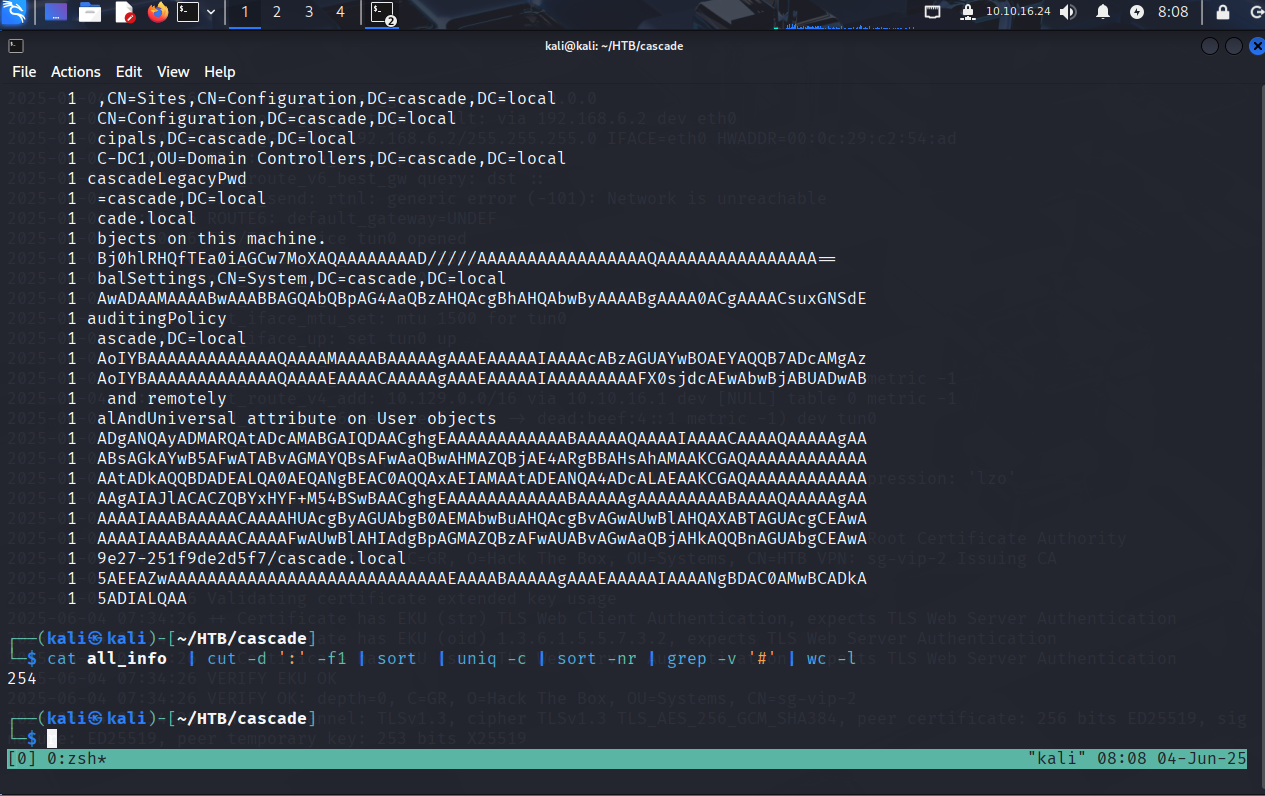 1 2 3 4 2 10.10.16.24 8:08
kali@kali: ~/HTB/cascade
File Actions Edit View Help
1 ,CN=Sites,CN=Configuration,DC=cascade,DC=local
1 CN=Configuration,DC=cascade,DC=local
1 cipals,DC=cascade,DC=local
1 C-DC1,OU=Domain Controllers,DC=cascade,DC=local
1 cascadeLegacyPwd
1 =cascade,DC=local
1 cade.local
1 bjects on this machine.
1 Bj0hlRHQfTEa0iAGCw7MoXAQAAAAAAAAD/////AAAAAAAAAAAAAAAAAQAAAAAAAAAAAAAAAA==
1 balSettings,CN=System,DC=cascade,DC=local
1 AwADAAMAAAABwAAABBAGQAbQBpAG4AaQBzAHQAcgBhAHQAbwByAAAABgAAAA0ACgAAAACsuxGNSdE
1 auditingPolicy
1 ascade,DC=local
1 AoIYBAAAAAAAAAAAAAQAAAAMAAAABAAAAAgAAAEAAAAAIAAAAcABzAGUAYwBOAEYAQQB7ADcAMgAz
1 AoIYBAAAAAAAAAAAAAQAAAAEAAAACAAAAAgAAAEAAAAAIAAAAAAAAAFX0sjdcAEwAbwBjABUADwAB
1 and remotely
1 alAndUniversal attribute on User objects
1 ADgANQAyADMARQAtADcAMABGAIQDAACghgEAAAAAAAAAAAABAAAAAQAAAAIAAAACAAAAQAAAAAgAA
1 ABsAGkAYwB5AFwATABvAGMAYQBsAFwAaQBwAHMAZQBjAE4ARgBBAHsAhAMAAKCGAQAAAAAAAAAAAA
1 AAtADkAQQBDADEALQA0AEQANgBEAC0AQQAxAEIAMAAtADEANQA4ADcALAEAAKCGAQAAAAAAAAAAAA
1 AAgAIAJlACACZQBYxHYF+M54BSwBAACghgEAAAAAAAAAAAABAAAAAgAAAAAAAAABAAAAQAAAAAgAA
1 AAAAIAAABAAAAACAAAAHUAcgByAGUAbgB0AEMAbwBuAHQAcgBvAGwAUwBlAHQAXABTAGUAcgCEAwA
1 AAAAIAAABAAAAACAAAAFwAUwBlAHIAdgBpAGMAZQBzAFwAUABvAGwAaQBjAHkAQQBnAGUAbgCEAwA
1 9e27-251f9de2d5f7/cascade.local
1 5AEEAZwAAAAAAAAAAAAAAAAAAAAAAAAAAAAEAAAABAAAAAgAAAEAAAAAIAAAANgBDAC0AMwBCADkA
1 5ADIALQAA
┌──(kali㉿kali)-[~/HTB/cascade]
└─$ cat all_info | cut -d ':' -f1 | sort | uniq -c | sort -nr | grep -v '#' | wc -l
254
┌──(kali㉿kali)-[~/HTB/cascade]
└─$
[0] 0:zsh* "kali" 08:08 04-Jun-25